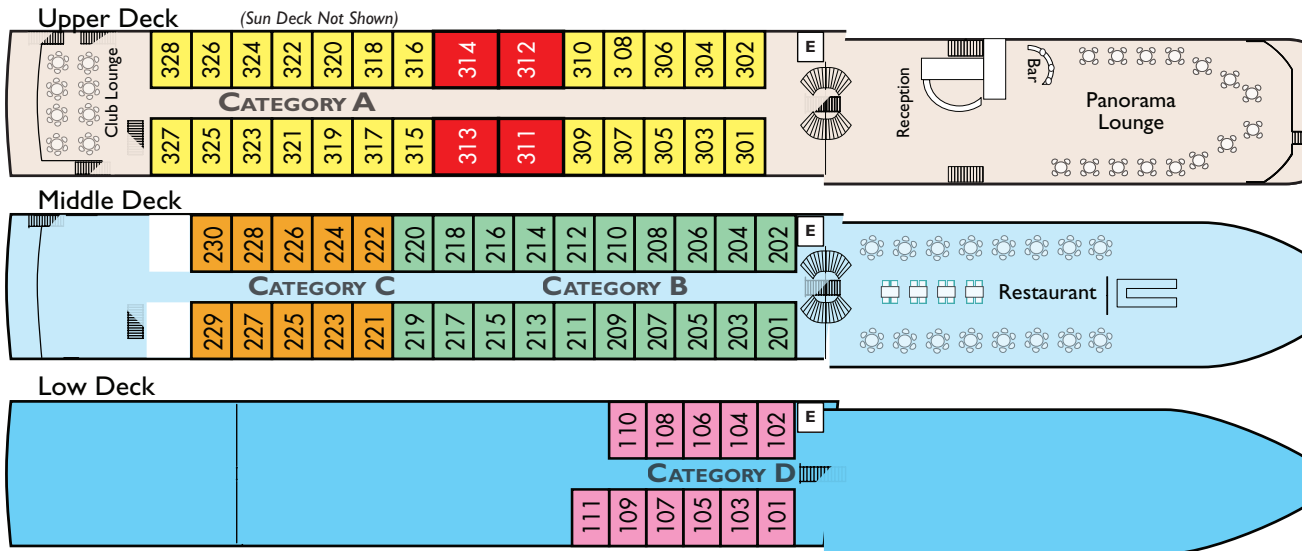 Upper Deck
(Sun Deck Not Shown)
328 326 324 322 320 318 316 314 312 310 3 08 306 304 302
E
Club Lounge
CATEGORY A
Reception
Bar
Panorama
Lounge
327 325 323 321 319 317 315 313 311 309 307 305 303 301
Middle Deck
230 228 226 224 222 220 218 216 214 212 210 208 206 204 202
E
CATEGORY C
CATEGORY B
Restaurant
229 227 225 223 221 219 217 215 213 211 209 207 205 203 201
Low Deck
110 108 106 104 102
E
CATEGORY D
111 109 107 105 103 101